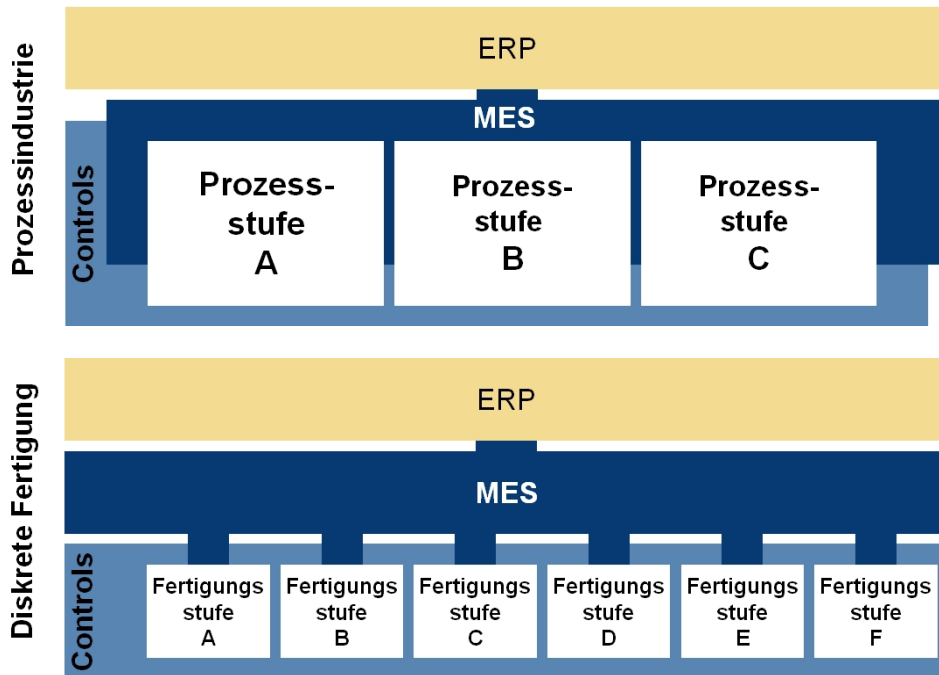 Prozessindustrie
ERP
MES
Controls
Prozess-
stufe
A
Prozess-
stufe
B
Prozess-
stufe
C
Diskrete Fertigung
ERP
MES
Controls
Fertigungs
stufe
A
Fertigungs
stufe
B
Fertigungs
stufe
C
Fertigungs
stufe
D
Fertigungs
stufe
E
Fertigungs
stufe
F